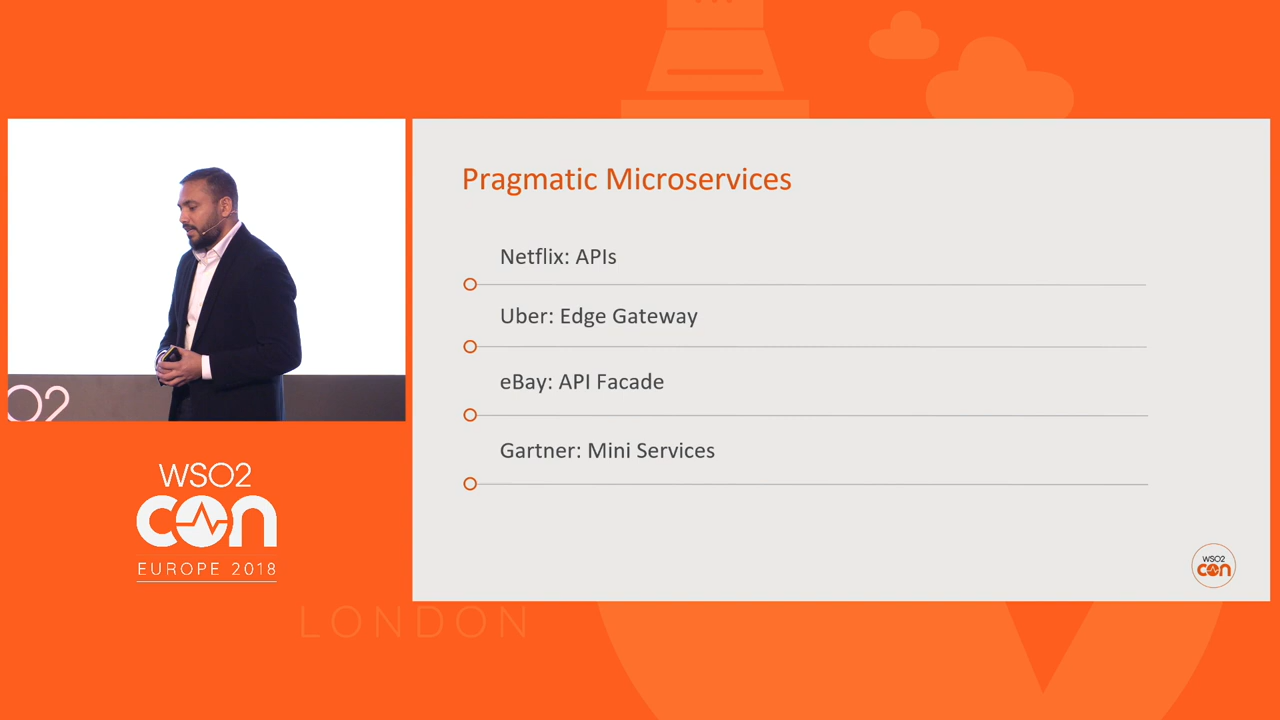 Pragmatic Microservices
Netflix: APIs
Uber: Edge Gateway
eBay: API Facade
Gartner: Mini Services
O2
WSO2
con
EUROPE 2018
LONDON
WSO2
con